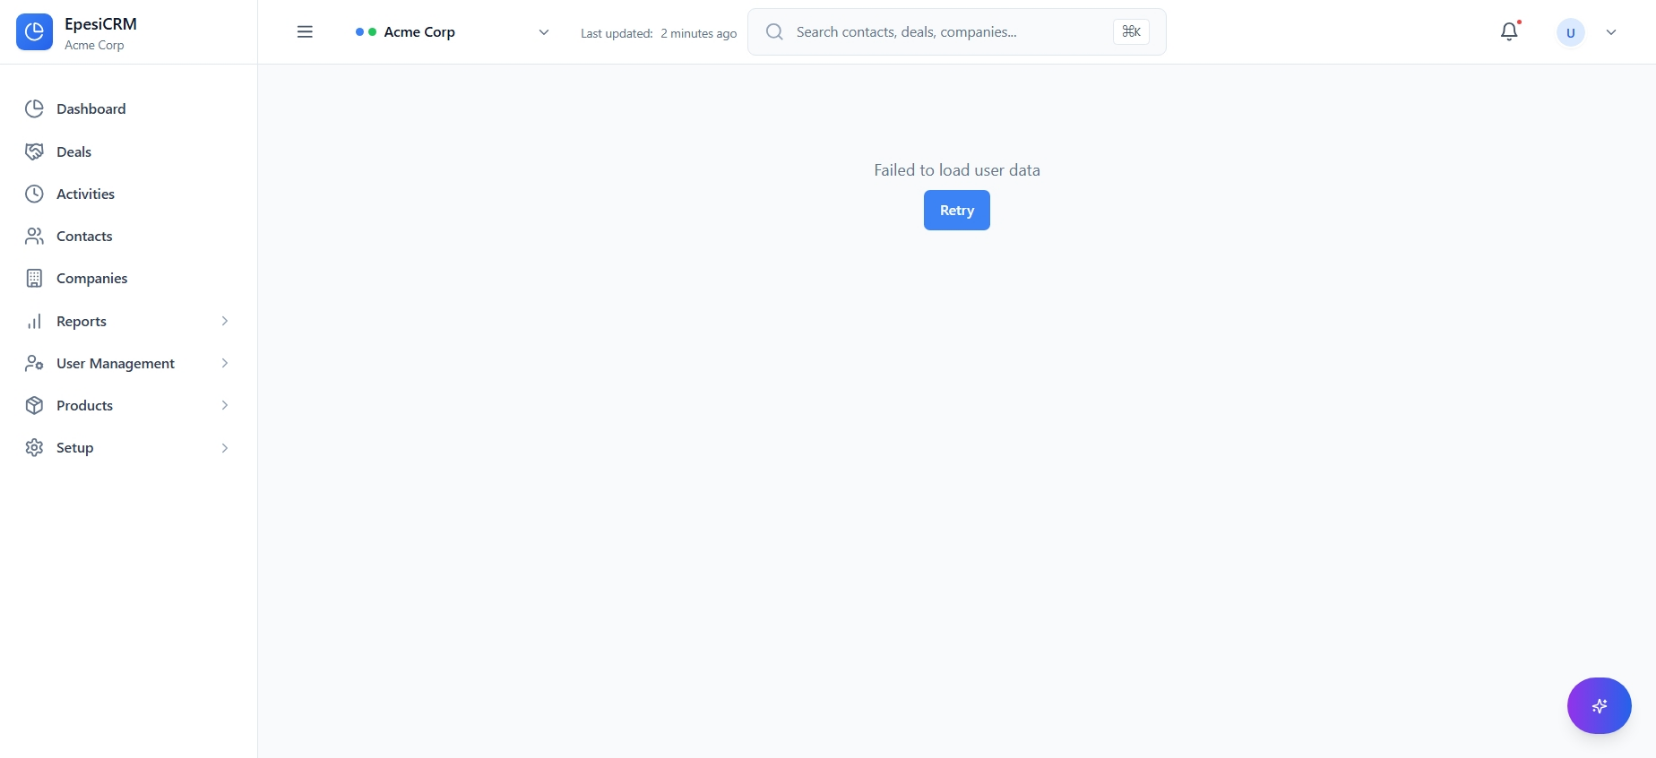 EpesiCRM
Acme Corp
Acme Corp
Last updated: 2 minutes ago
Search contacts, deals, companies...
⌘K
U
Dashboard
Deals
Activities
Contacts
Companies
Reports
User Management
Products
Setup
Failed to load user data
Retry